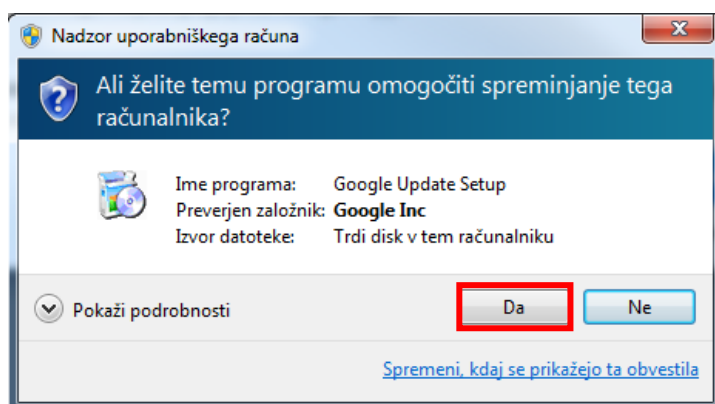 Nadzor uporabniškega računa
Ali želite temu programu omogočiti spreminjanje tega
računalnika?
Ime programa: Google Update Setup
Preverjen založnik: Google Inc
Izvor datoteke: Trdi disk v tem računalniku
Pokaži podrobnosti Da Ne
Spremeni, kdaj se prikažejo ta obvestila